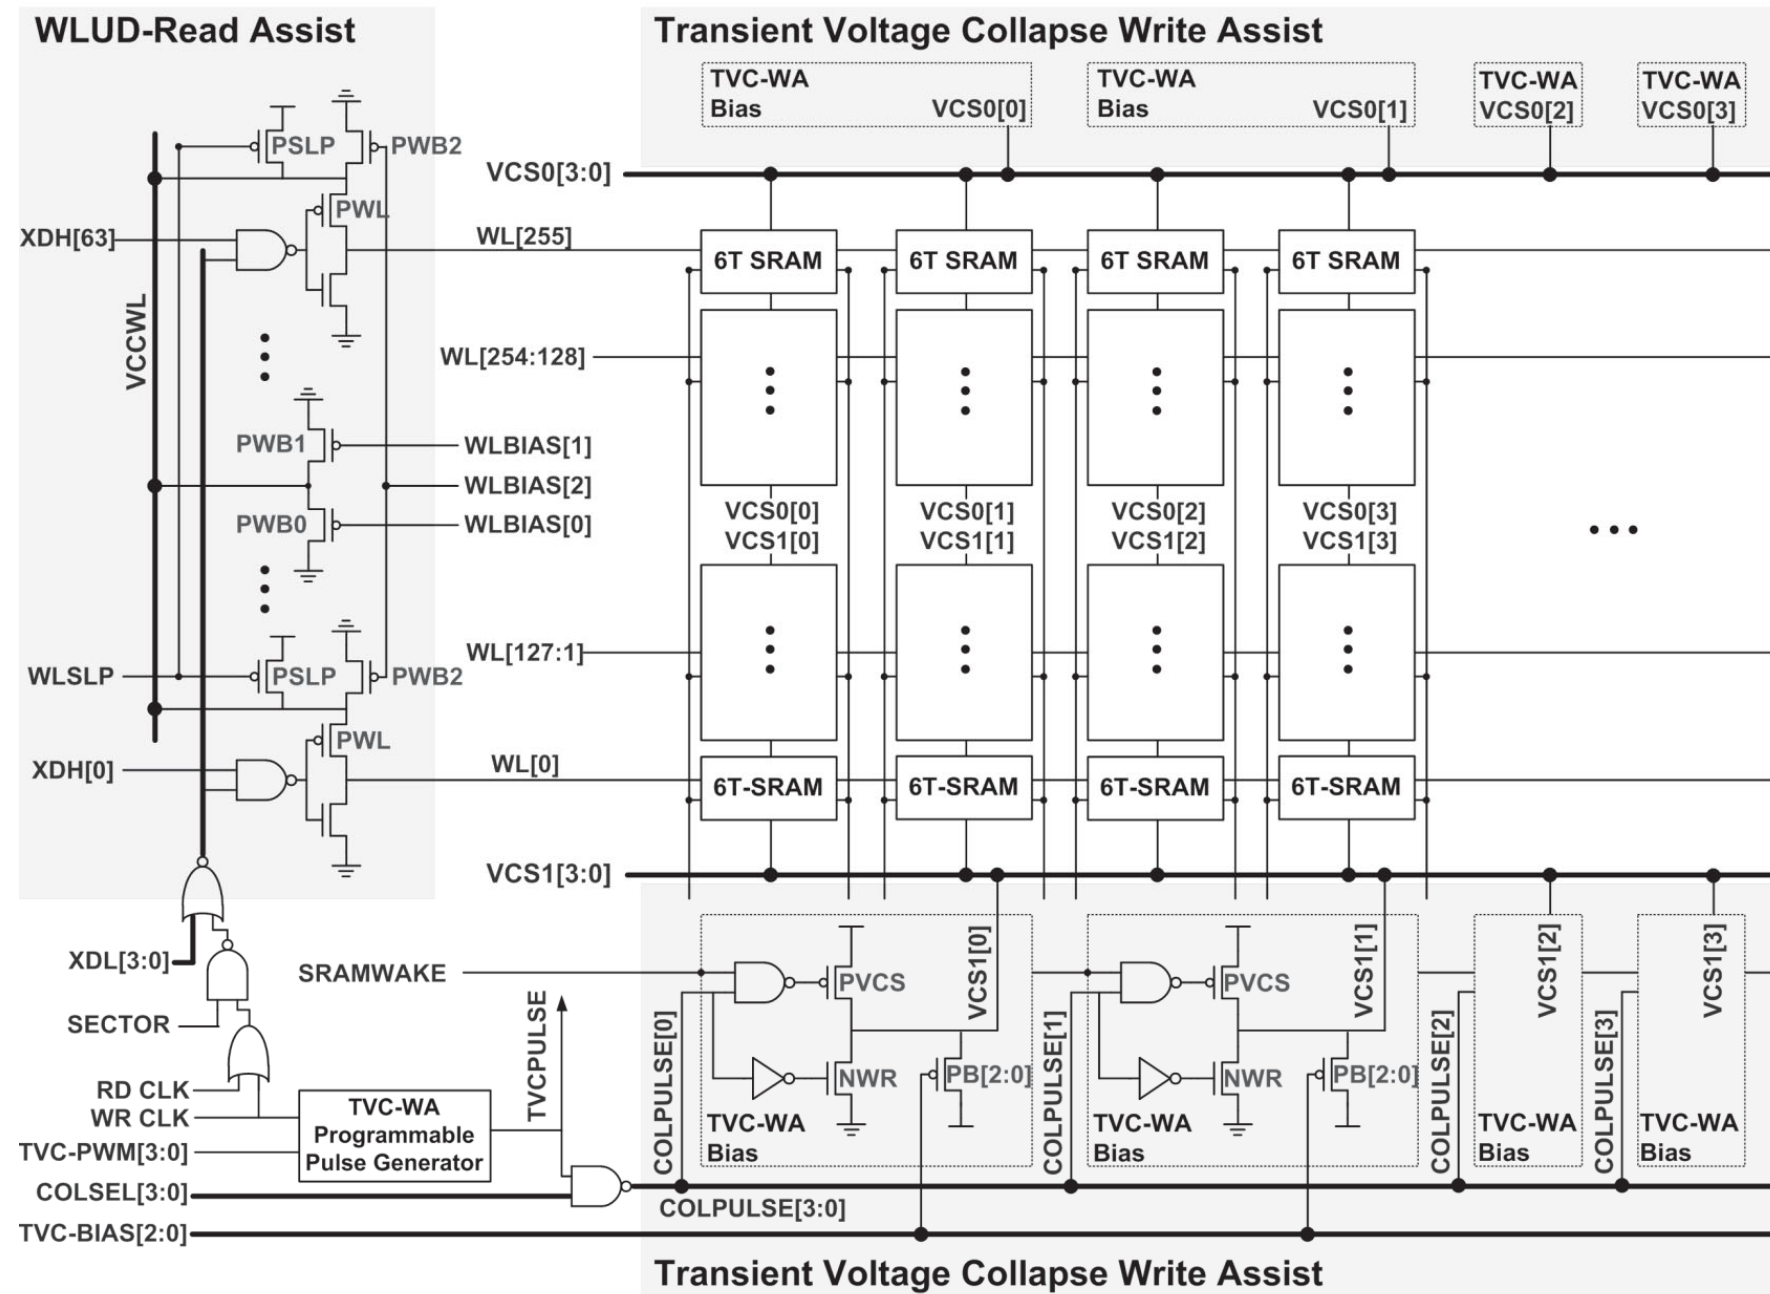 WLUD-Read Assist
Transient Voltage Collapse Write Assist
TVC-WA
Bias
VCS0[0]
TVC-WA
Bias
VCS0[1]
TVC-WA
VCS0[2]
TVC-WA
VCS0[3]
PSLP
PWB2
VCS0[3:0]
PWL
XDH[63]
WL[255]
6T SRAM
6T SRAM
6T SRAM
6T SRAM
VCCWL
WL[254:128]
PWB1
WLBIAS[1]
WLBIAS[2]
PWB0
WLBIAS[0]
VCS0[0]
VCS1[0]
VCS0[1]
VCS1[1]
VCS0[2]
VCS1[2]
VCS0[3]
VCS1[3]
WL[127:1]
WLSLP
PSLP
PWB2
PWL
XDH[0]
WL[0]
6T-SRAM
6T-SRAM
6T-SRAM
6T-SRAM
VCS1[3:0]
XDL[3:0]
SRAMWAKE
SECTOR
RD CLK
WR CLK
TVC-PWM[3:0]
COLSEL[3:0]
TVC-BIAS[2:0]
TVC-WA
Programmable
Pulse Generator
TVCPULSE
COLPULSE[0]
PVCS
NWR
PB[2:0]
VCS1[0]
TVC-WA
Bias
COLPULSE[1]
PVCS
NWR
PB[2:0]
VCS1[1]
TVC-WA
Bias
COLPULSE[2]
VCS1[2]
TVC-WA
Bias
COLPULSE[3]
VCS1[3]
TVC-WA
Bias
COLPULSE[3:0]
Transient Voltage Collapse Write Assist